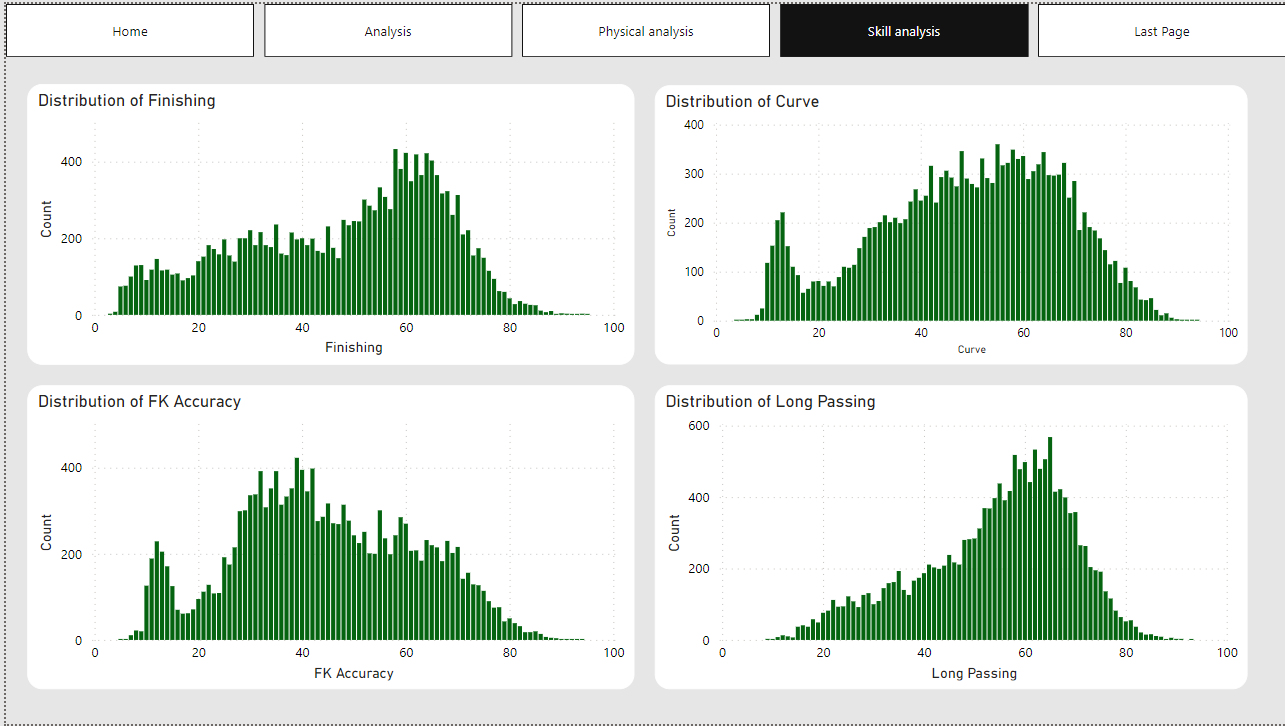 Home
Analysis
Physical analysis
Skill analysis
Last Page
Distribution of Finishing
400
200
0
Count
0 20 40 60 80 100
Finishing
Distribution of Curve
400
300
200
100
0
Count
0 20 40 60 80 100
Curve
Distribution of FK Accuracy
400
200
0
Count
0 20 40 60 80 100
FK Accuracy
Distribution of Long Passing
600
400
200
0
Count
0 20 40 60 80 100
Long Passing